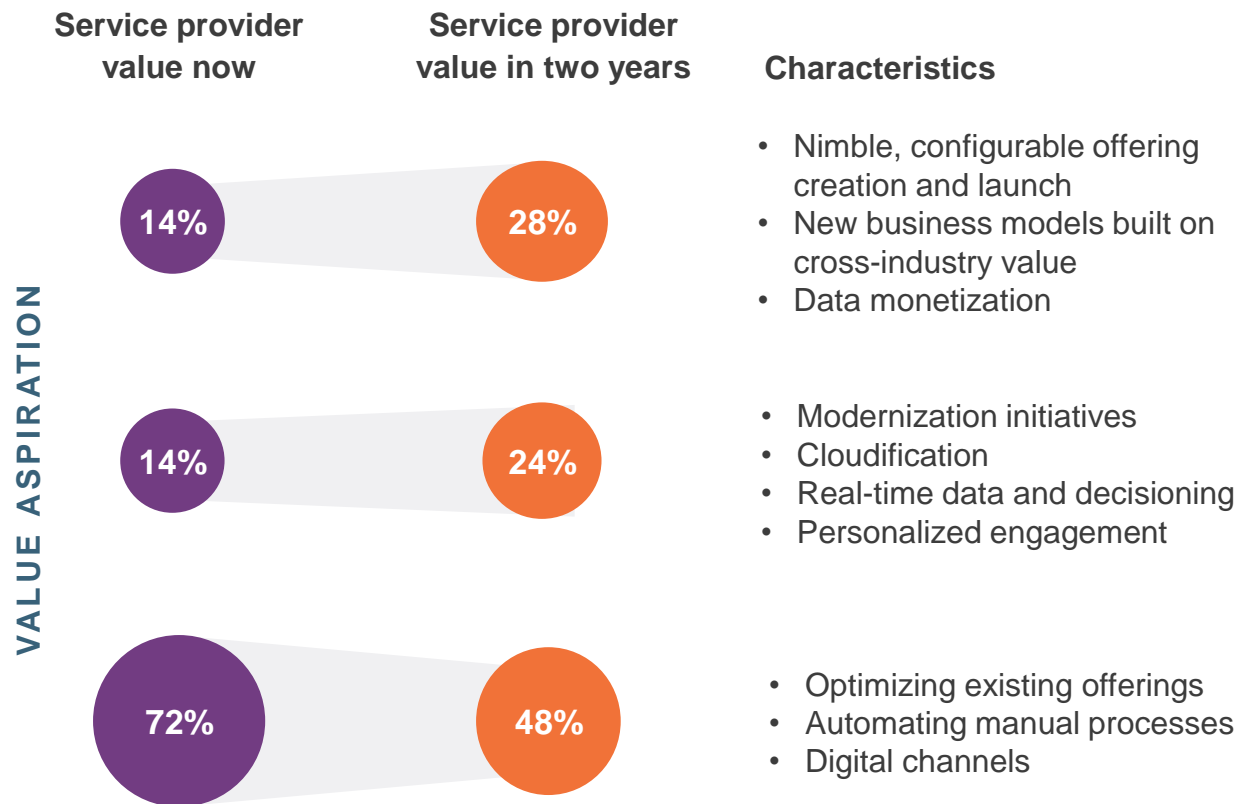 Service provider
value now
Service provider
value in two years
Characteristics
VALUE ASPIRATION
14%
28%
• Nimble, configurable offering
creation and launch
• New business models built on
cross-industry value
• Data monetization
14%
24%
• Modernization initiatives
• Cloudification
• Real-time data and decisioning
• Personalized engagement
72%
48%
• Optimizing existing offerings
• Automating manual processes
• Digital channels